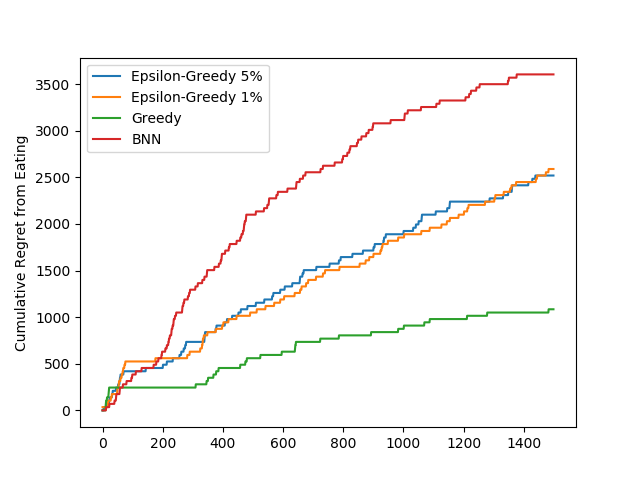 Epsilon-Greedy 5%
Epsilon-Greedy 1%
Greedy
BNN
Cumulative Regret from Eating
3500
3000
2500
2000
1500
1000
500
0
0 200 400 600 800 1000 1200 1400